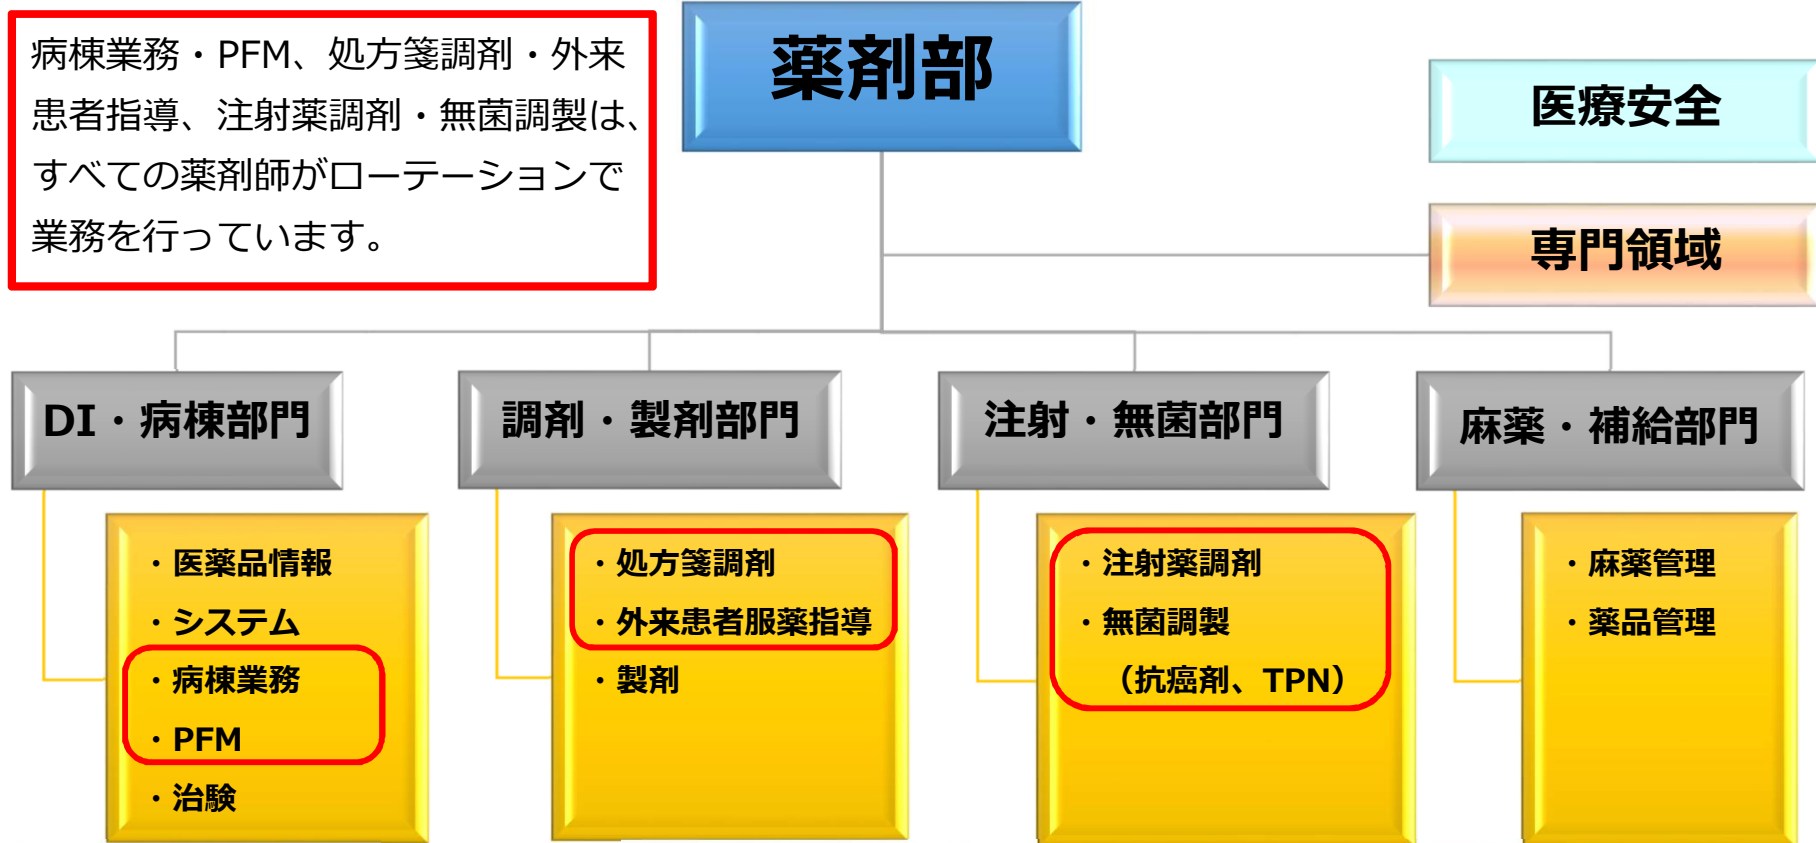 病棟業務・PFM、処方箋調剤・外来
患者指導、注射薬調剤・無菌調製は、
すべての薬剤師がローテーションで
業務を行っています。
薬剤部
医療安全
専門領域
DI・病棟部門
・医薬品情報
・システム
・病棟業務
・PFM
・治験
調剤・製剤部門
・処方箋調剤
・外来患者服薬指導
・製剤
注射・無菌部門
・注射薬調剤
・無菌調製
（抗癌剤、TPN）
麻薬・補給部門
・麻薬管理
・薬品管理